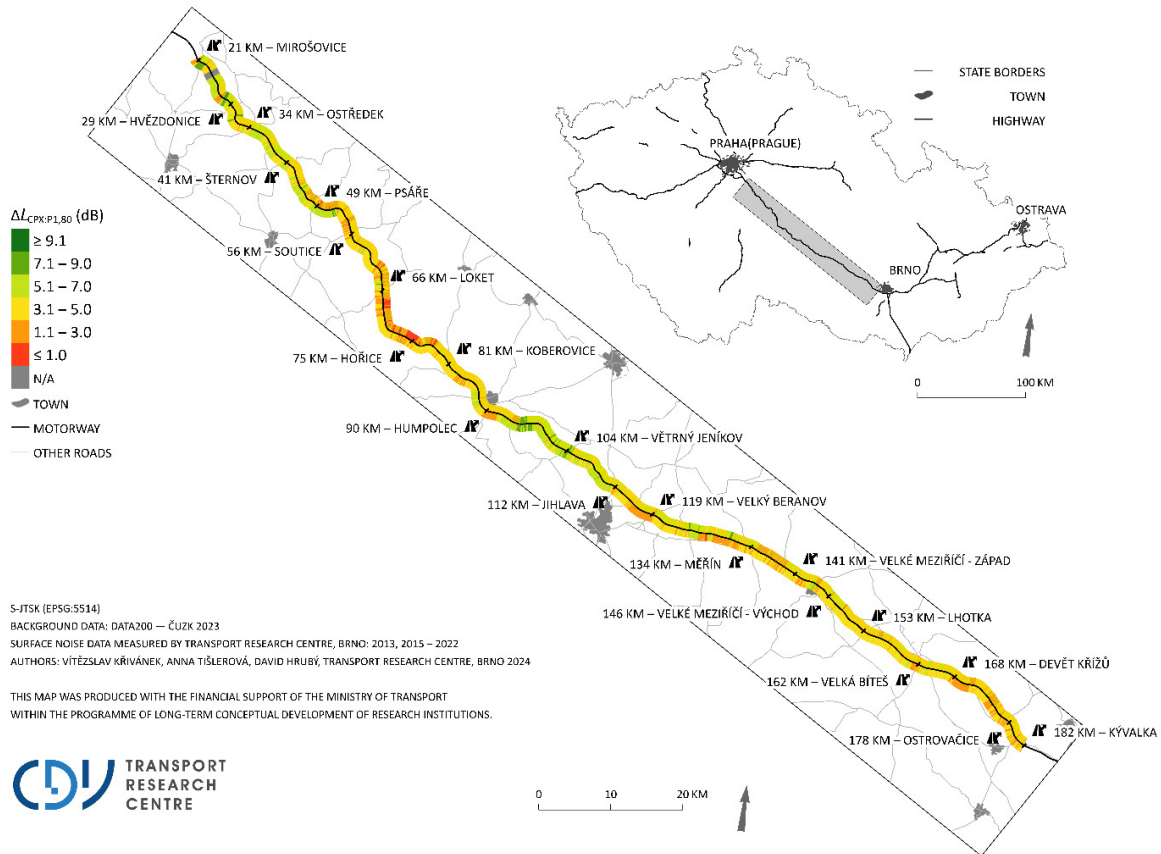 21 KM – MIROŠOVICE
29 KM – HVĚZDONICE
34 KM – OSTŘEDEK
41 KM – ŠTERNOV
49 KM – PSÁŘE
56 KM – SOUTICE
66 KM – LOKET
75 KM – HOŘICE
81 KM – KOBEROVICE
90 KM – HUMPOLEC
104 KM – VĚTRNÝ JENÍKOV
112 KM – JIHLAVA
119 KM – VELKÝ BERANOV
134 KM – MĚŘÍN
141 KM – VELKÉ MEZIŘÍČÍ - ZÁPAD
146 KM – VELKÉ MEZIŘÍČÍ - VÝCHOD
153 KM – LHOTKA
162 KM – VELKÁ BÍTEŠ
168 KM – DEVĚT KŘÍŽŮ
178 KM – OSTROVAČICE
182 KM – KÝVALKA
STATE BORDERS
TOWN
HIGHWAY
PRAHA(PRAGUE)
OSTRAVA
BRNO
0 100 KM
ΔL CPX:P1,80 (dB)
≥ 9.1
7.1 – 9.0
5.1 – 7.0
3.1 – 5.0
1.1 – 3.0
≤ 1.0
N/A
TOWN
MOTORWAY
OTHER ROADS
S-JTSK (EPSG:5514)
BACKGROUND DATA: DATA200 — ČUZK 2023
SURFACE NOISE DATA MEASURED BY TRANSPORT RESEARCH CENTRE, BRNO: 2013, 2015 – 2022
AUTHORS: VÍTĚZSLAV KŘIVÁNEK, ANNA TIŠLEROVÁ, DAVID HRUBÝ, TRANSPORT RESEARCH CENTRE, BRNO 2024
THIS MAP WAS PRODUCED WITH THE FINANCIAL SUPPORT OF THE MINISTRY OF TRANSPORT
WITHIN THE PROGRAMME OF LONG-TERM CONCEPTUAL DEVELOPMENT OF RESEARCH INSTITUTIONS.
CDV
TRANSPORT
RESEARCH
CENTRE
0 10 20 KM